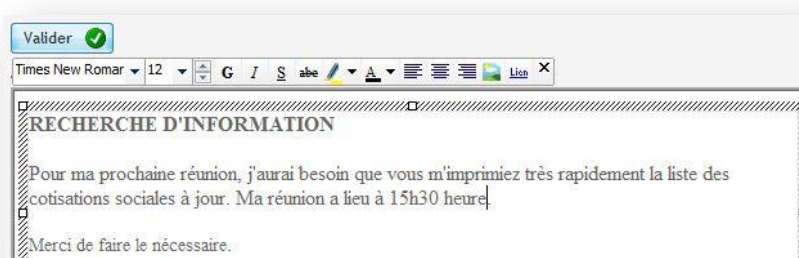 Valider
Times New Romar 12 G I S abc A Lien X
RECHERCHE D'INFORMATION
Pour ma prochaine réunion, j'aurai besoin que vous m'imprimiez très rapidement la liste des
cotisations sociales à jour. Ma réunion a lieu à 15h30 heure.
Merci de faire le nécessaire.